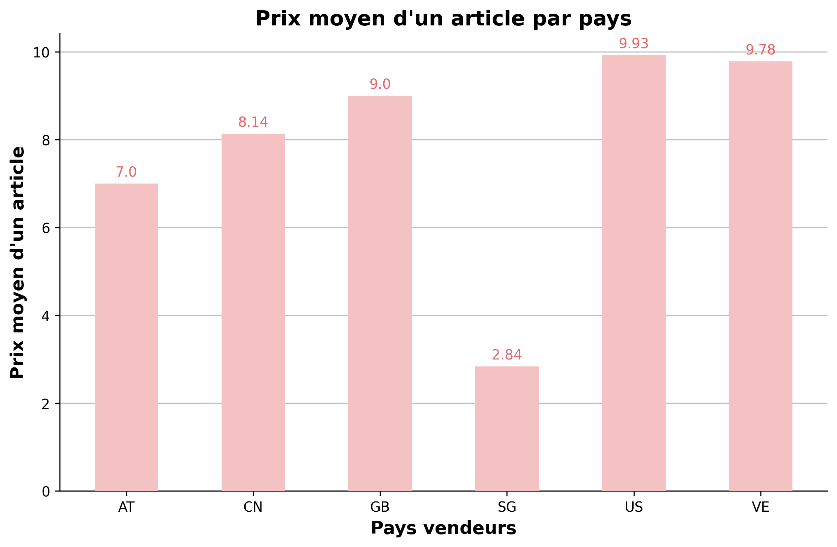 Prix moyen d'un article par pays
Prix moyen d'un article
10
8
6
4
2
0
7.0
8.14
9.0
2.84
9.93
9.78
AT
CN
GB
SG
US
VE
Pays vendeurs